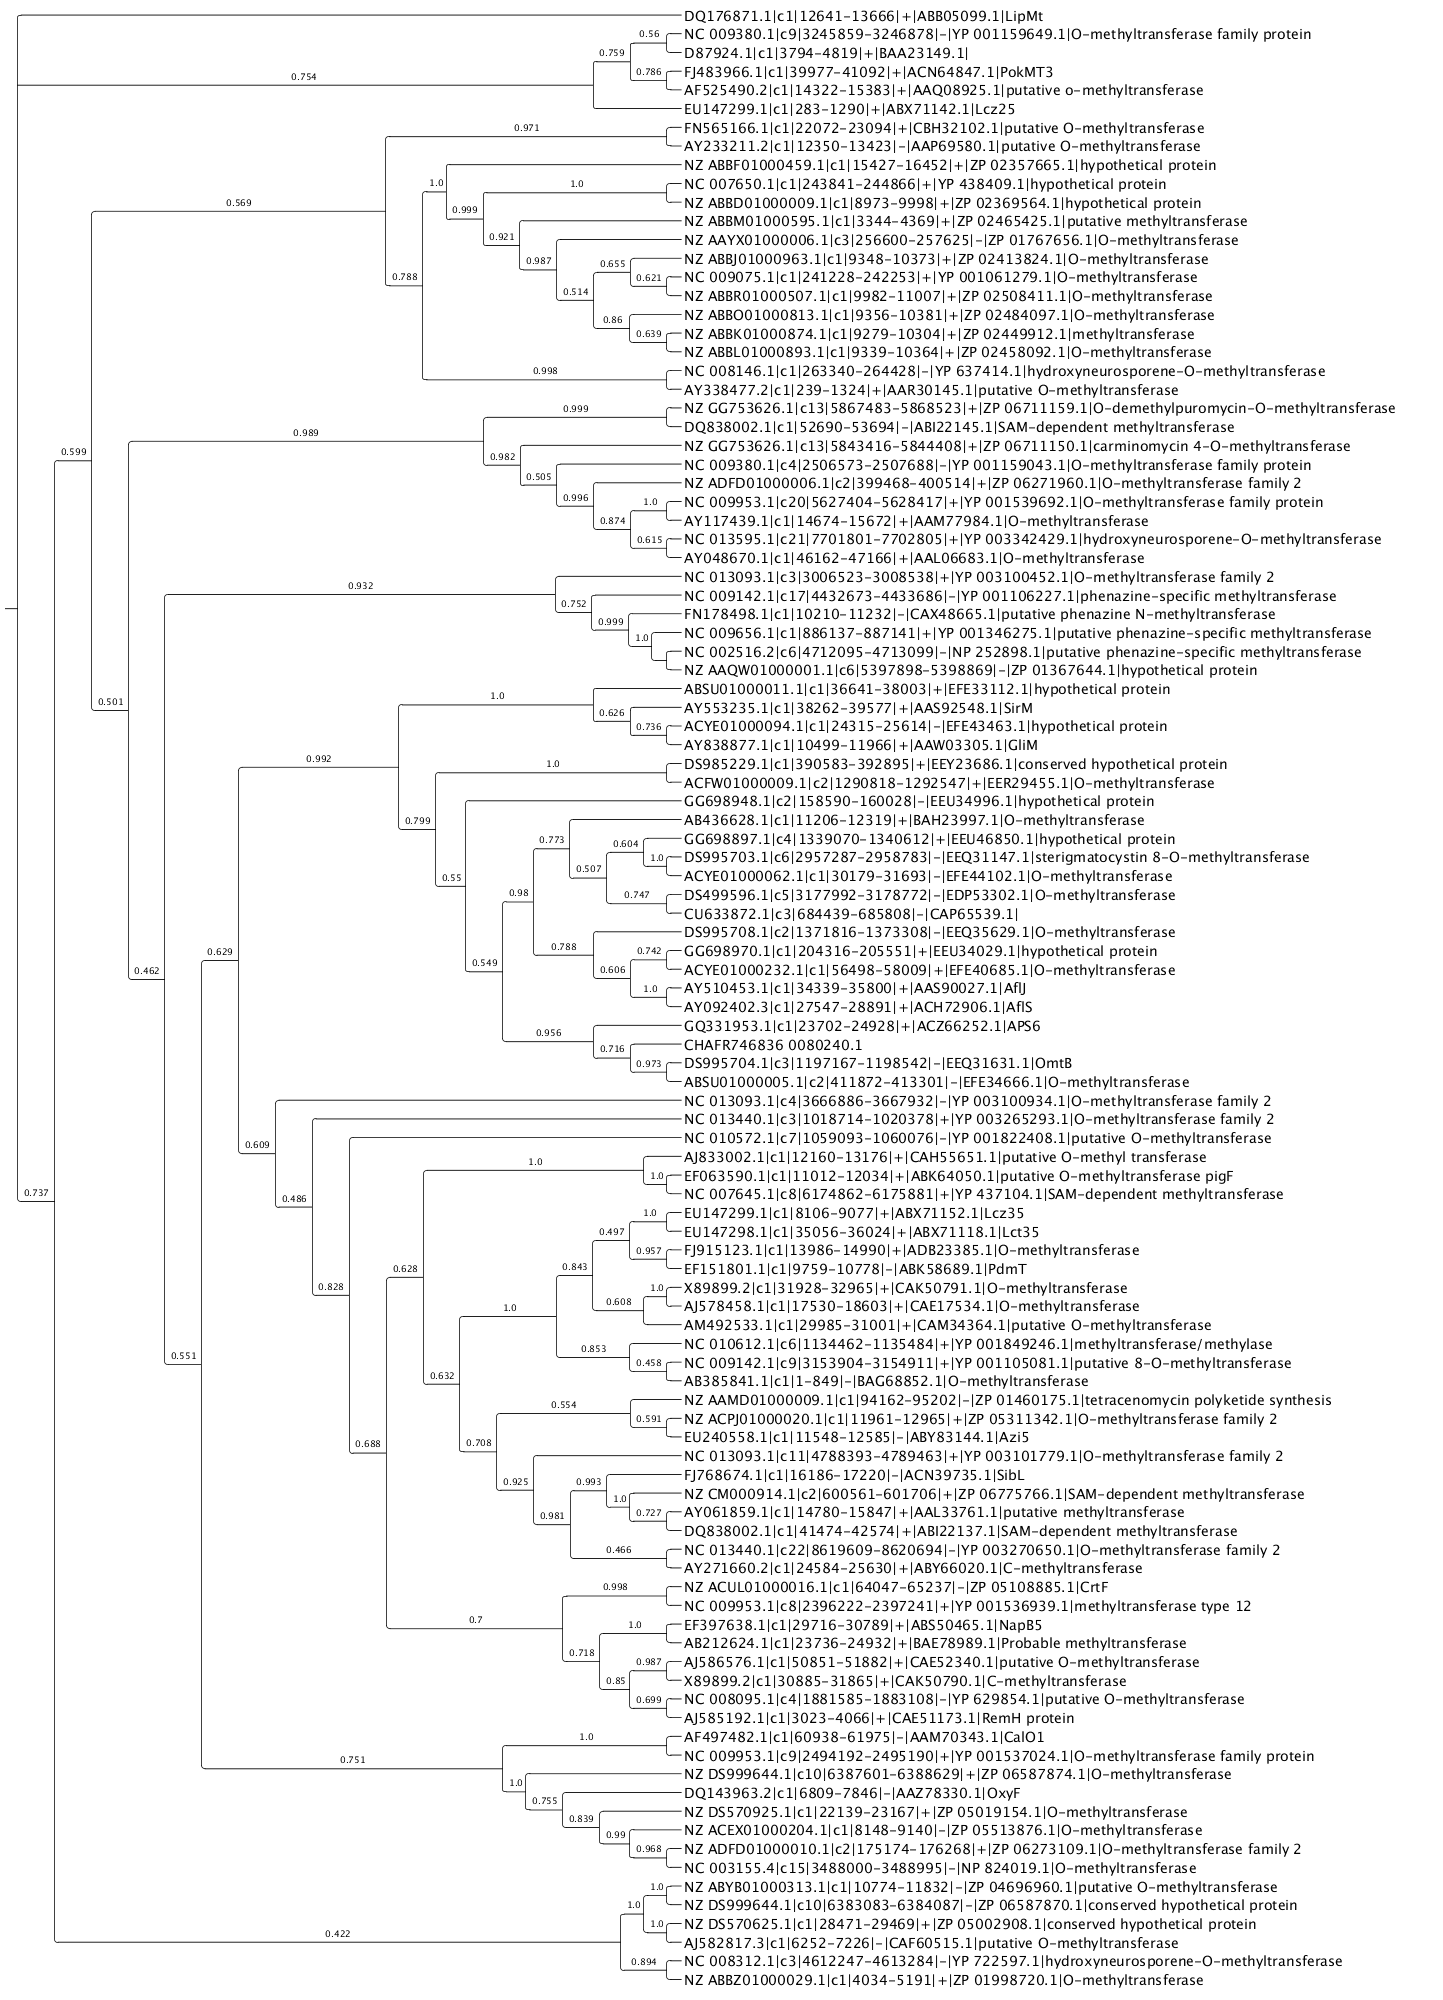 DQ176871.1|c1|12641-13666|+|ABB05099.1|LipMt
0.56
NC 009380.1|c9|3245859-3246878|-|YP 001159649.1|O-methyltransferase family protein
0.759
D87924.1|c1|3794-4819|+|BAA23149.1|
0.754
0.786
FJ483966.1|c1|39977-41092|+|ACN64847.1|PokMT3
AF525490.2|c1|14322-15383|+|AAQ08925.1|putative o-methyltransferase
EU147299.1|c1|283-1290|+|ABX71142.1|Lcz25
0.971
FN565166.1|c1|22072-23094|+|CBH32102.1|putative O-methyltransferase
AY233211.2|c1|12350-13423|-|AAP69580.1|putative O-methyltransferase
NZ ABBF01000459.1|c1|15427-16452|+|ZP 02357665.1|hypothetical protein
1.0
1.0
NC 007650.1|c1|243841-244866|+|YP 438409.1|hypothetical protein
0.569
0.999
NZ ABBD01000009.1|c1|8973-9998|+|ZP 02369564.1|hypothetical protein
NZ ABBM01000595.1|c1|3344-4369|+|ZP 02465425.1|putative methyltransferase
0.921
NZ AAYX01000006.1|c3|256600-257625|-|ZP 01767656.1|O-methyltransferase
0.987
0.655
NZ ABBJ01000963.1|c1|9348-10373|+|ZP 02413824.1|O-methyltransferase
0.788
0.621
NC 009075.1|c1|241228-242253|+|YP 001061279.1|O-methyltransferase
0.514
NZ ABBR01000507.1|c1|9982-11007|+|ZP 02508411.1|O-methyltransferase
0.86
NZ ABBO01000813.1|c1|9356-10381|+|ZP 02484097.1|O-methyltransferase
0.639
NZ ABBK01000874.1|c1|9279-10304|+|ZP 02449912.1|methyltransferase
NZ ABBL01000893.1|c1|9339-10364|+|ZP 02458092.1|O-methyltransferase
0.998
NC 008146.1|c1|263340-264428|-|YP 637414.1|hydroxyneurosporene-O-methyltransferase
AY338477.2|c1|239-1324|+|AAR30145.1|putative O-methyltransferase
0.999
NZ GG753626.1|c13|5867483-5868523|+|ZP 06711159.1|O-demethylpuromycin-O-methyltransferase
DQ838002.1|c1|52690-53694|-|ABI22145.1|SAM-dependent methyltransferase
0.989
NZ GG753626.1|c13|5843416-5844408|+|ZP 06711150.1|carminomycin 4-O-methyltransferase
0.599
0.982
NC 009380.1|c4|2506573-2507688|-|YP 001159043.1|O-methyltransferase family protein
0.505
NZ ADFD01000006.1|c2|399468-400514|+|ZP 06271960.1|O-methyltransferase family 2
0.996
1.0
NC 009953.1|c20|5627404-5628417|+|YP 001539692.1|O-methyltransferase family protein
0.874
AY117439.1|c1|14674-15672|+|AAM77984.1|O-methyltransferase
0.615
NC 013595.1|c21|7701801-7702805|+|YP 003342429.1|hydroxyneurosporene-O-methyltransferase
AY048670.1|c1|46162-47166|+|AAL06683.1|O-methyltransferase
NC 013093.1|c3|3006523-3008538|+|YP 003100452.1|O-methyltransferase family 2
0.932
NC 009142.1|c17|4432673-4433686|-|YP 001106227.1|phenazine-specific methyltransferase
0.752
FN178498.1|c1|10210-11232|-|CAX48665.1|putative phenazine N-methyltransferase
0.999
NC 009656.1|c1|886137-887141|+|YP 001346275.1|putative phenazine-specific methyltransferase
1.0
NC 002516.2|c6|4712095-4713099|-|NP 252898.1|putative phenazine-specific methyltransferase
NZ AAQW01000001.1|c6|5397898-5398869|-|ZP 01367644.1|hypothetical protein
ABSU01000011.1|c1|36641-38003|+|EFE33112.1|hypothetical protein
1.0
0.501
AY553235.1|c1|38262-39577|+|AAS92548.1|SirM
0.626
0.736
ACYE01000094.1|c1|24315-25614|-|EFE43463.1|hypothetical protein
AY838877.1|c1|10499-11966|+|AAW03305.1|GliM
0.992
1.0
DS985229.1|c1|390583-392895|+|EEY23686.1|conserved hypothetical protein
ACFW01000009.1|c2|1290818-1292547|+|EER29455.1|O-methyltransferase
GG698948.1|c2|158590-160028|-|EEU34996.1|hypothetical protein
0.799
AB436628.1|c1|11206-12319|+|BAH23997.1|O-methyltransferase
0.773
0.604
GG698897.1|c4|1339070-1340612|+|EEU46850.1|hypothetical protein
1.0
DS995703.1|c6|2957287-2958783|-|EEQ31147.1|sterigmatocystin 8-O-methyltransferase
0.507
ACYE01000062.1|c1|30179-31693|-|EFE44102.1|O-methyltransferase
0.55
0.98
0.747
DS499596.1|c5|3177992-3178772|-|EDP53302.1|O-methyltransferase
CU633872.1|c3|684439-685808|-|CAP65539.1|
DS995708.1|c2|1371816-1373308|-|EEQ35629.1|O-methyltransferase
0.629
0.788
0.742
GG698970.1|c1|204316-205551|+|EEU34029.1|hypothetical protein
0.462
0.549
0.606
ACYE01000232.1|c1|56498-58009|+|EFE40685.1|O-methyltransferase
1.0
AY510453.1|c1|34339-35800|+|AAS90027.1|AflJ
AY092402.3|c1|27547-28891|+|ACH72906.1|AflS
0.956
GQ331953.1|c1|23702-24928|+|ACZ66252.1|APS6
0.716
CHAFR746836 0080240.1
0.973
DS995704.1|c3|1197167-1198542|-|EEQ31631.1|OmtB
ABSU01000005.1|c2|411872-413301|-|EFE34666.1|O-methyltransferase
NC 013093.1|c4|3666886-3667932|-|YP 003100934.1|O-methyltransferase family 2
NC 013440.1|c3|1018714-1020378|+|YP 003265293.1|O-methyltransferase family 2
0.609
NC 010572.1|c7|1059093-1060076|-|YP 001822408.1|putative O-methyltransferase
1.0
AJ833002.1|c1|12160-13176|+|CAH55651.1|putative O-methyl transferase
1.0
EF063590.1|c1|11012-12034|+|ABK64050.1|putative O-methyltransferase pigF
0.737
0.486
NC 007645.1|c8|6174862-6175881|+|YP 437104.1|SAM-dependent methyltransferase
1.0
EU147299.1|c1|8106-9077|+|ABX71152.1|Lcz35
0.497
EU147298.1|c1|35056-36024|+|ABX71118.1|Lct35
0.957
FJ915123.1|c1|13986-14990|+|ADB23385.1|O-methyltransferase
0.628
0.843
EF151801.1|c1|9759-10778|-|ABK58689.1|PdmT
0.828
1.0
X89899.2|c1|31928-32965|+|CAK50791.1|O-methyltransferase
1.0
0.608
AJ578458.1|c1|17530-18603|+|CAE17534.1|O-methyltransferase
AM492533.1|c1|29985-31001|+|CAM34364.1|putative O-methyltransferase
0.853
NC 010612.1|c6|1134462-1135484|+|YP 001849246.1|methyltransferase/methylase
0.551
0.458
NC 009142.1|c9|3153904-3154911|+|YP 001105081.1|putative 8-O-methyltransferase
0.632
AB385841.1|c1|1-849|-|BAG68852.1|O-methyltransferase
0.554
NZ AAMD01000009.1|c1|94162-95202|-|ZP 01460175.1|tetracenomycin polyketide synthesis
0.591
NZ ACPJ01000020.1|c1|11961-12965|+|ZP 05311342.1|O-methyltransferase family 2
0.688
0.708
EU240558.1|c1|11548-12585|-|ABY83144.1|Azi5
NC 013093.1|c11|4788393-4789463|+|YP 003101779.1|O-methyltransferase family 2
0.925
0.993
FJ768674.1|c1|16186-17220|-|ACN39735.1|SibL
1.0
NZ CM000914.1|c2|600561-601706|+|ZP 06775766.1|SAM-dependent methyltransferase
0.981
0.727
AY061859.1|c1|14780-15847|+|AAL33761.1|putative methyltransferase
DQ838002.1|c1|41474-42574|+|ABI22137.1|SAM-dependent methyltransferase
0.466
NC 013440.1|c22|8619609-8620694|-|YP 003270650.1|O-methyltransferase family 2
AY271660.2|c1|24584-25630|+|ABY66020.1|C-methyltransferase
0.998
NZ ACUL01000016.1|c1|64047-65237|-|ZP 05108885.1|CrtF
NC 009953.1|c8|2396222-2397241|+|YP 001536939.1|methyltransferase type 12
0.7
1.0
EF397638.1|c1|29716-30789|+|ABS50465.1|NapB5
AB212624.1|c1|23736-24932|+|BAE78989.1|Probable methyltransferase
0.718
0.987
AJ586576.1|c1|50851-51882|+|CAE52340.1|putative O-methyltransferase
0.85
X89899.2|c1|30885-31865|+|CAK50790.1|C-methyltransferase
0.699
NC 008095.1|c4|1881585-1883108|-|YP 629854.1|putative O-methyltransferase
AJ585192.1|c1|3023-4066|+|CAE51173.1|RemH protein
1.0
AF497482.1|c1|60938-61975|-|AAM70343.1|CalO1
0.751
NC 009953.1|c9|2494192-2495190|+|YP 001537024.1|O-methyltransferase family protein
1.0
NZ DS999644.1|c10|6387601-6388629|+|ZP 06587874.1|O-methyltransferase
0.755
DQ143963.2|c1|6809-7846|-|AAZ78330.1|OxyF
0.839
NZ DS570925.1|c1|22139-23167|+|ZP 05019154.1|O-methyltransferase
0.99
NZ ACEX01000204.1|c1|8148-9140|-|ZP 05513876.1|O-methyltransferase
0.968
NZ ADFD01000010.1|c2|175174-176268|+|ZP 06273109.1|O-methyltransferase family 2
NC 003155.4|c15|3488000-3488995|-|NP 824019.1|O-methyltransferase
1.0
NZ ABYB01000313.1|c1|10774-11832|-|ZP 04696960.1|putative O-methyltransferase
1.0
NZ DS999644.1|c10|6383083-6384087|-|ZP 06587870.1|conserved hypothetical protein
1.0
NZ DS570625.1|c1|28471-29469|+|ZP 05002908.1|conserved hypothetical protein
0.422
AJ582817.3|c1|6252-7226|-|CAF60515.1|putative O-methyltransferase
0.894
NC 008312.1|c3|4612247-4613284|-|YP 722597.1|hydroxyneurosporene-O-methyltransferase
NZ ABBZ01000029.1|c1|4034-5191|+|ZP 01998720.1|O-methyltransferase